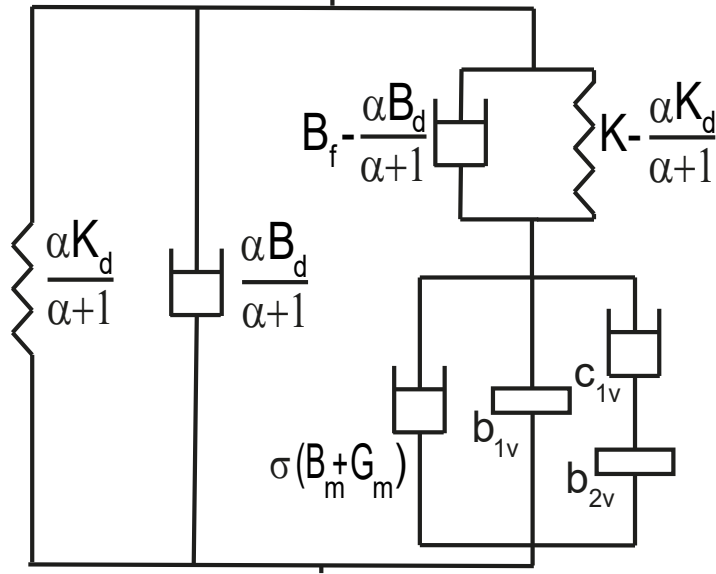 B_f - αB_d/(α+1)
K - αK_d/(α+1)
αK_d/(α+1)
αB_d/(α+1)
c_1v
b_1v
σ(B_m+G_m)
b_2v